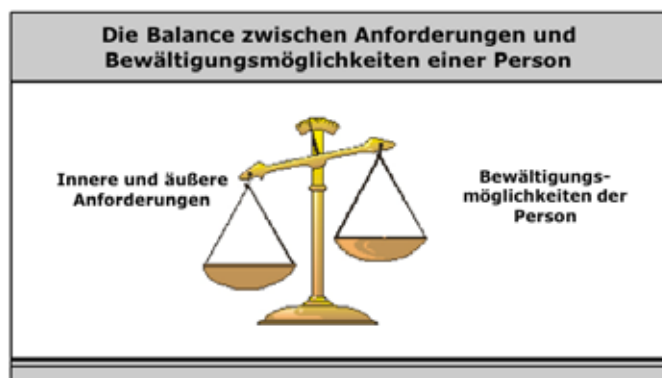 Die Balance zwischen Anforderungen und
Bewältigungsmöglichkeiten einer Person
Innere und äußere
Anforderungen
Bewältigungs-
möglichkeiten der
Person